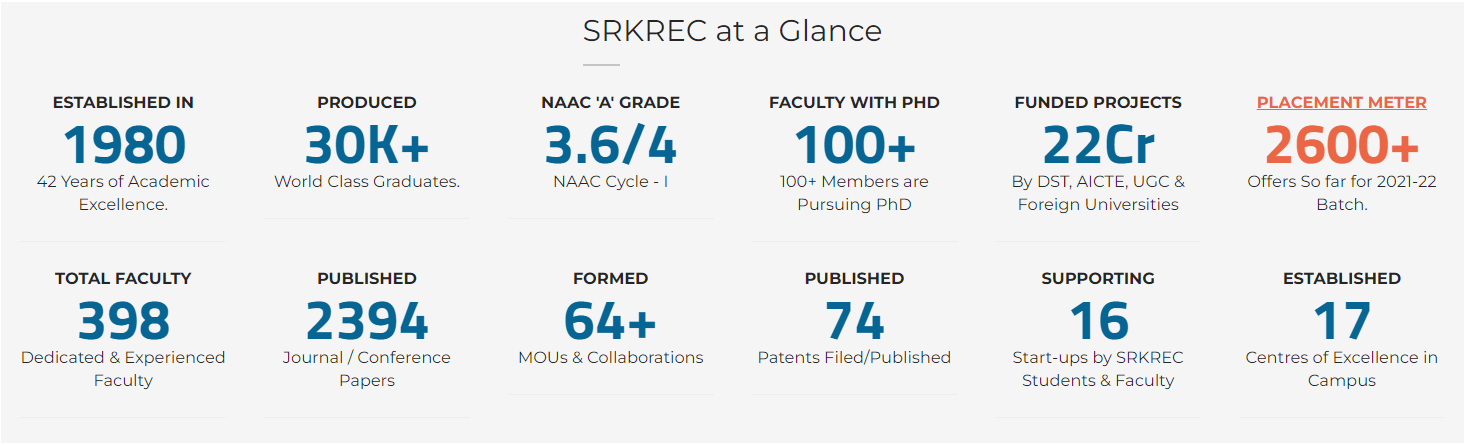 SRKREC at a Glance
ESTABLISHED IN
1980
42 Years of Academic
Excellence.
PRODUCED
30K+
World Class Graduates.
NAAC 'A' GRADE
3.6/4
NAAC Cycle - I
FACULTY WITH PHD
100+
100+ Members are
Pursuing PhD
FUNDED PROJECTS
22Cr
By DST, AICTE, UGC &
Foreign Universities
PLACEMENT METER
2600+
Offers So far for 2021-22
Batch.
TOTAL FACULTY
398
Dedicated & Experienced
Faculty
PUBLISHED
2394
Journal / Conference
Papers
FORMED
64+
MOUs & Collaborations
PUBLISHED
74
Patents Filed/Published
SUPPORTING
16
Start-ups by SRKREC
Students & Faculty
ESTABLISHED
17
Centres of Excellence in
Campus